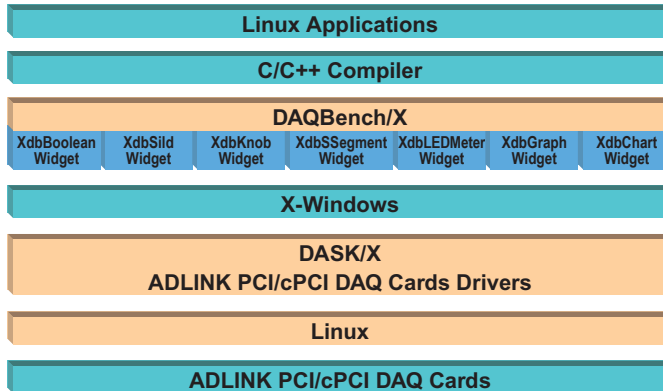 Linux Applications
C/C++ Compiler
DAQBench/X
XdbBoolean Widget
XdbSild Widget
XdbKnob Widget
XdbSSegment Widget
XdbLEDMeter Widget
XdbGraph Widget
XdbChart Widget
X-Windows
DASK/X
ADLINK PCI/cPCI DAQ Cards Drivers
Linux
ADLINK PCI/cPCI DAQ Cards